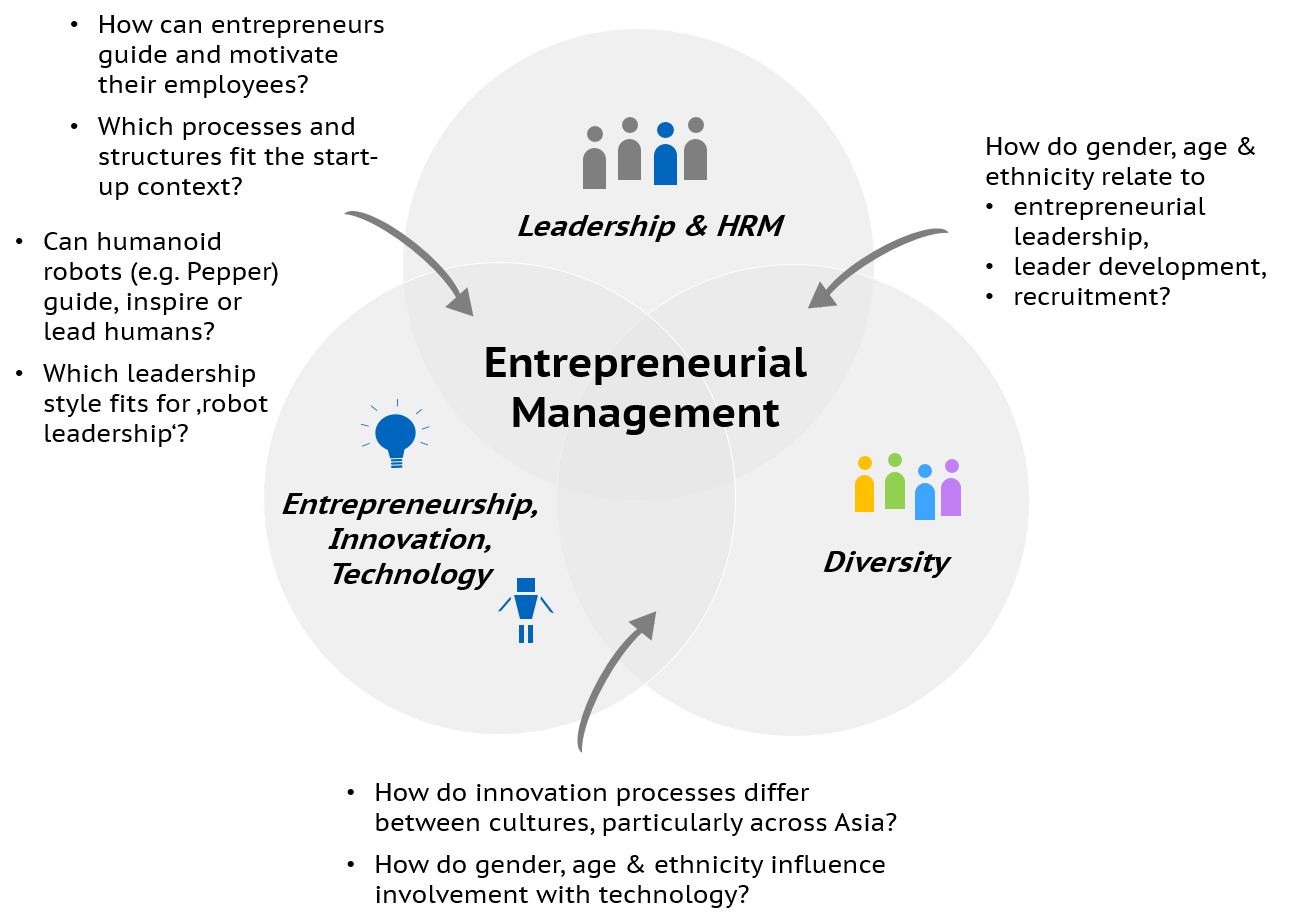 • How can entrepreneurs
guide and motivate
their employees?
• Which processes and
structures fit the start-
up context?
• Can humanoid
robots (e.g. Pepper)
guide, inspire or
lead humans?
• Which leadership
style fits for ‚robot
leadership‘?
Leadership & HRM
How do gender, age &
ethnicity relate to
• entrepreneurial
leadership,
• leader development,
• recruitment?
Entrepreneurial
Management
Entrepreneurship,
Innovation,
Technology
Diversity
• How do innovation processes differ
between cultures, particularly across Asia?
• How do gender, age & ethnicity influence
involvement with technology?